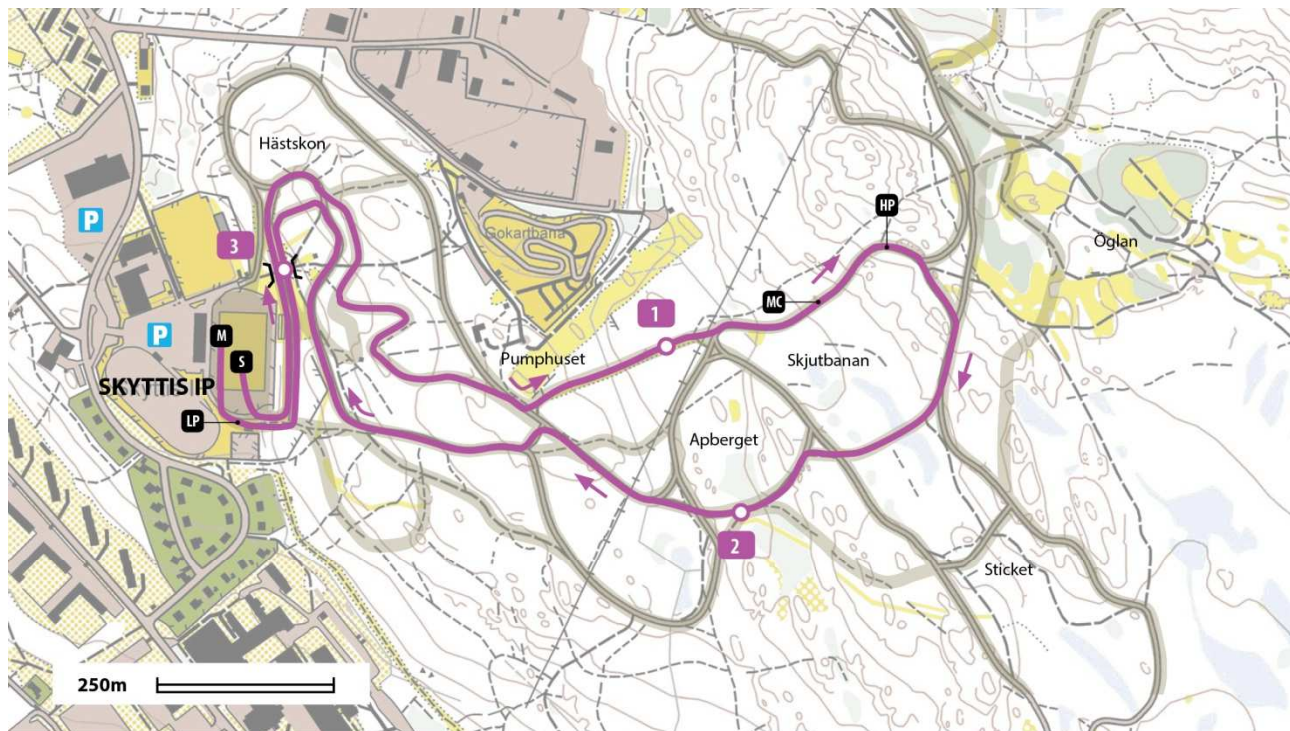 Hästskon
P
3
HP
Gokartbana
Öglan
MC
1
M
P
Pumphuset
Skjutbanan
S
SKYTTIS IP
LP
Apberget
2
Sticket
250m